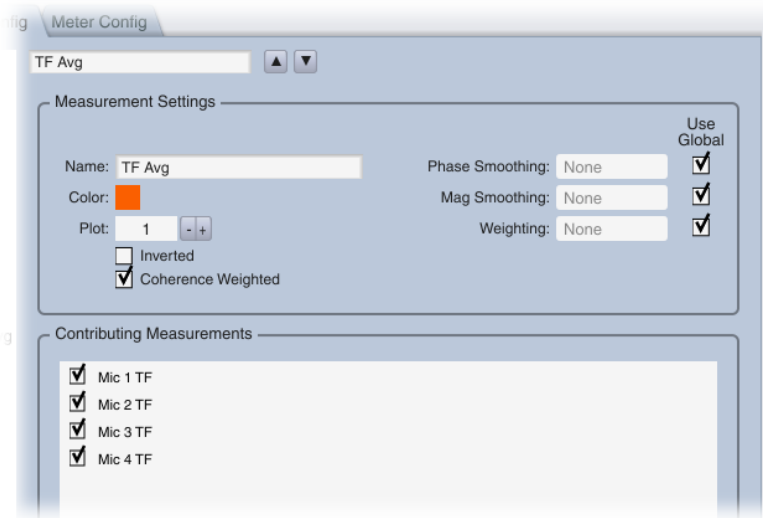 fig Meter Config
TF Avg
Measurement Settings
Use
Global
Name: TF Avg Phase Smoothing: None
Color: Mag Smoothing: None
Plot: 1 - + Weighting: None
Inverted
Coherence Weighted
g
Contributing Measurements
Mic 1 TF
Mic 2 TF
Mic 3 TF
Mic 4 TF